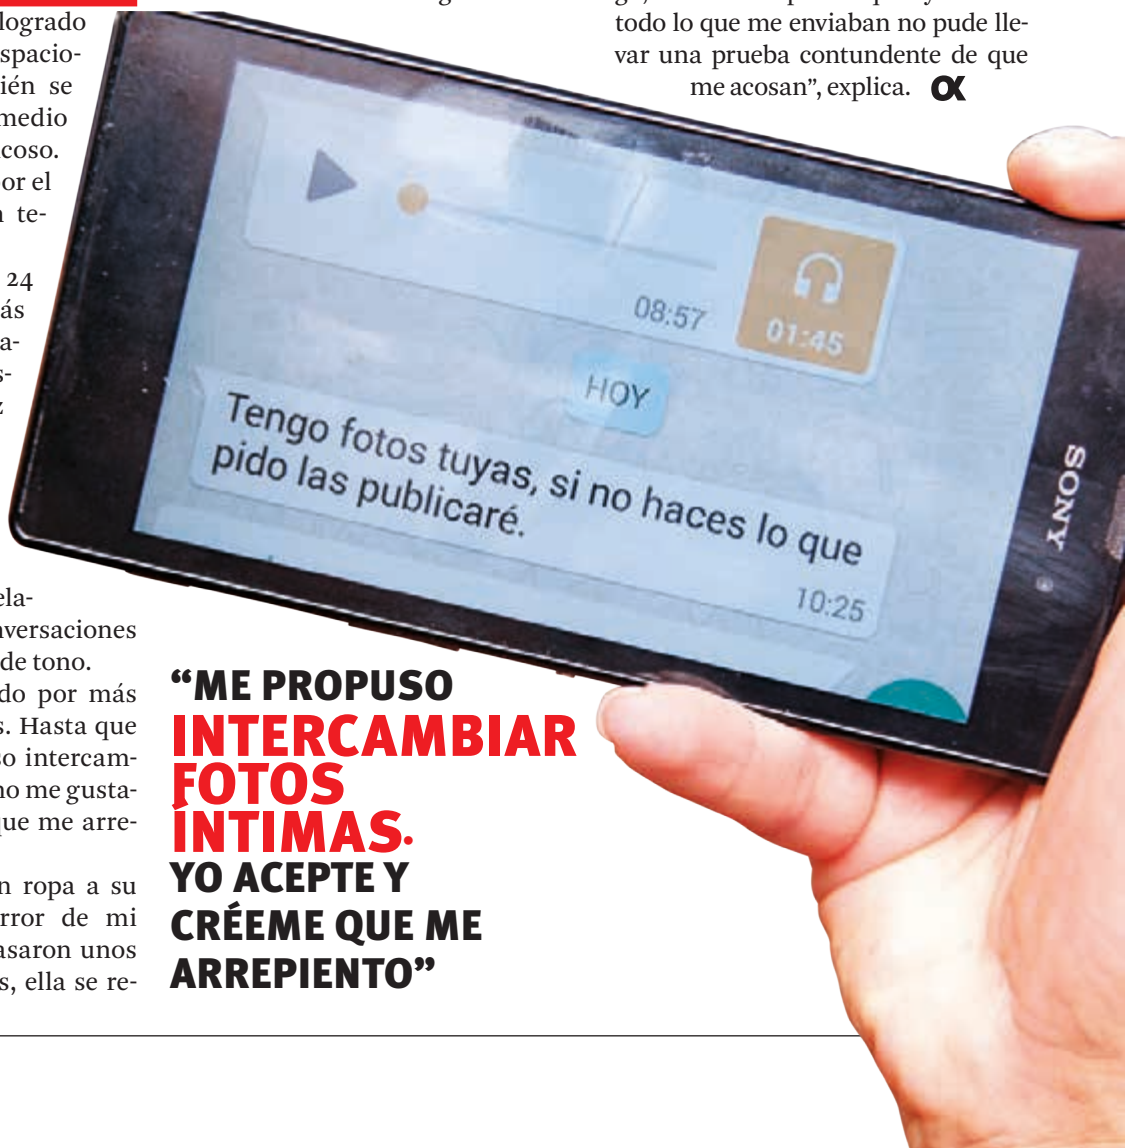 logrado
spacio-
ién se
medio
coso.
or el
n te-
24
ás
a-
s-
z
ela-
nversaciones
de tono.
do por más
s. Hasta que
so intercam-
no me gusta-
que me arre-
n ropa a su
rror de mi
asaron unos
s, ella se re-
todo lo que me enviaban no pude lle-
var una prueba contundente de que
me acosan”, explica. α
08:57
01:45
HOY
Tengo fotos tuyas, si no haces lo que
pido las publicaré.
10:25
SONY
“ME PROPUSO
INTERCAMBIAR
FOTOS
ÍNTIMAS.
YO ACEPTE Y
CRÉEME QUE ME
ARREPIENTO”